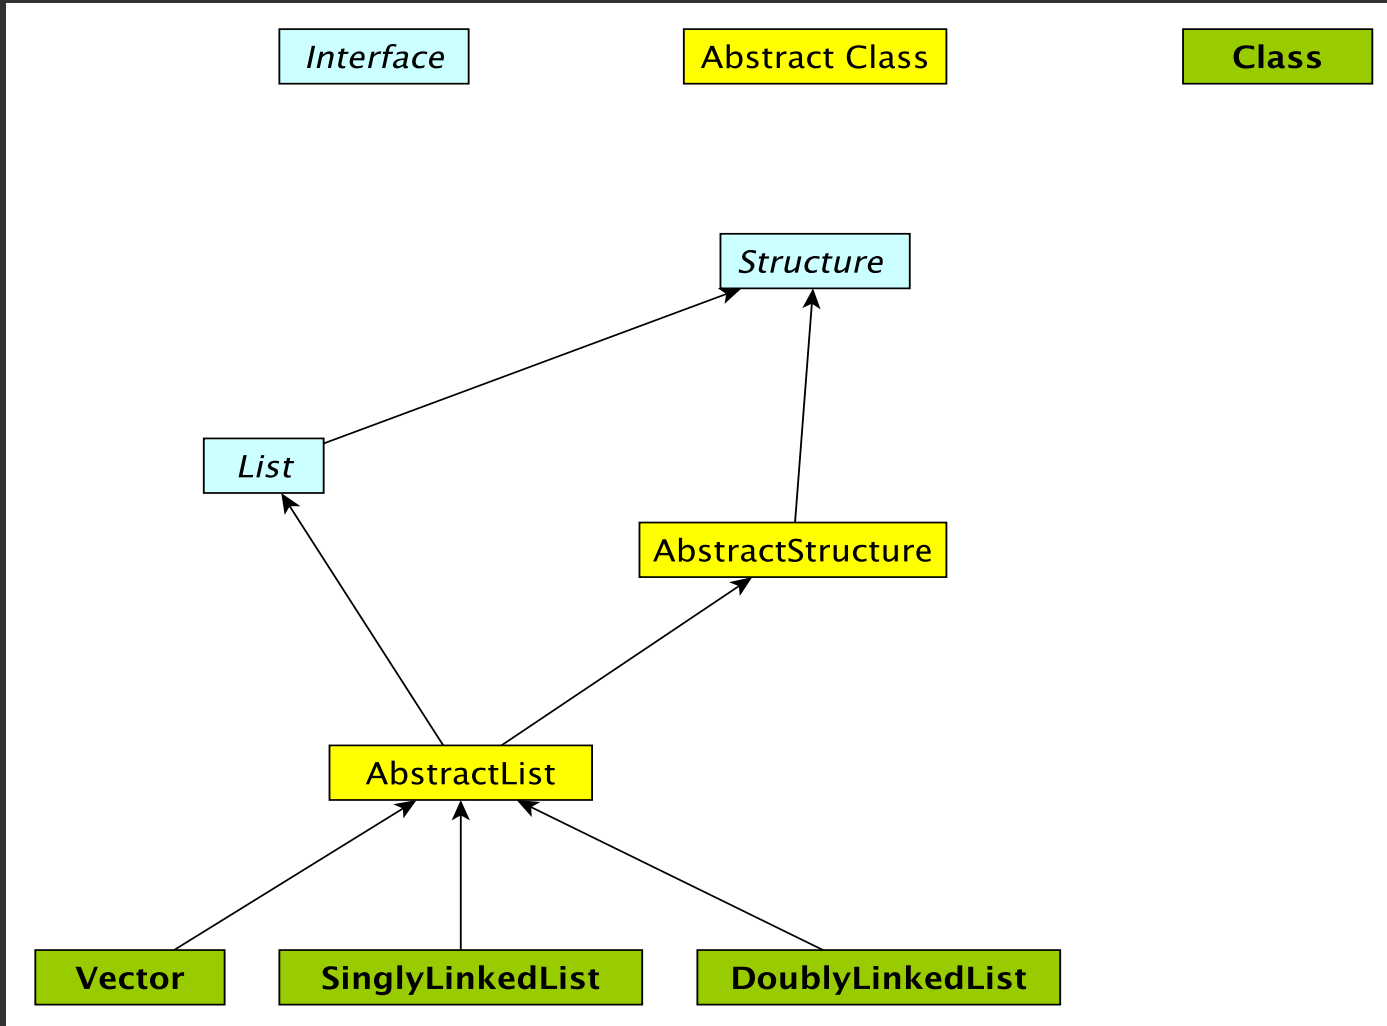 Interface
Abstract Class
Class
Structure
List
AbstractStructure
AbstractList
Vector
SinglyLinkedList
DoublyLinkedList